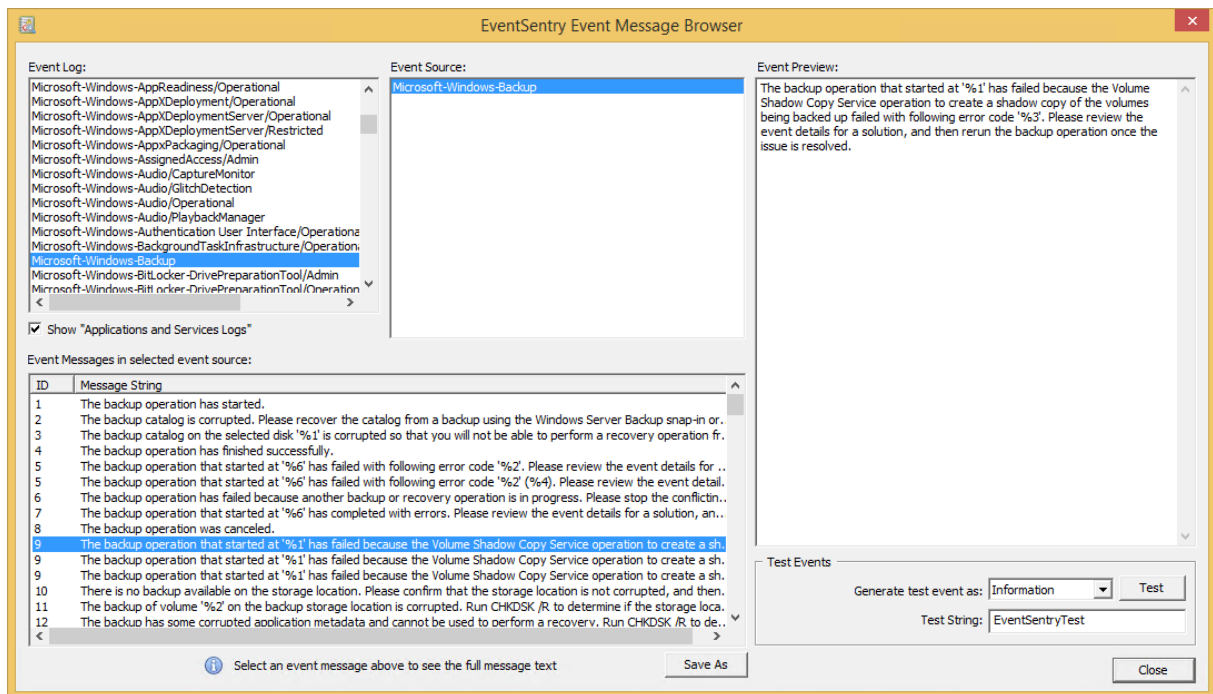 EventSentry Event Message Browser
Event Log:
Microsoft-Windows-AppReadiness/Operational
Microsoft-Windows-AppXDeployment/Operational
Microsoft-Windows-AppXDeploymentServer/Operational
Microsoft-Windows-AppXDeploymentServer/Restricted
Microsoft-Windows-AppxPackaging/Operational
Microsoft-Windows-AssignedAccess/Admin
Microsoft-Windows-Audio/CaptureMonitor
Microsoft-Windows-Audio/GlitchDetection
Microsoft-Windows-Audio/Operational
Microsoft-Windows-Audio/PlaybackManager
Microsoft-Windows-Authentication User Interface/Operationa
Microsoft-Windows-BackgroundTaskInfrastructure/Operation
Microsoft-Windows-Backup
Microsoft-Windows-BitLocker-DrivePreparationTool/Admin
Microsoft-Windows-BitLocker-DrivePreparationTool/Operation
Show "Applications and Services Logs"
Event Source:
Microsoft-Windows-Backup
Event Preview:
The backup operation that started at '%1' has failed because the Volume
Shadow Copy Service operation to create a shadow copy of the volumes
being backed up failed with following error code '%3'. Please review the
event details for a solution, and then rerun the backup operation once the
issue is resolved.
Event Messages in selected event source:
ID Message String
1 The backup operation has started.
2 The backup catalog is corrupted. Please recover the catalog from a backup using the Windows Server Backup snap-in or..
3 The backup catalog on the selected disk '%1' is corrupted so that you will not be able to perform a recovery operation fr..
4 The backup operation has finished successfully.
5 The backup operation that started at '%6' has failed with following error code '%2'. Please review the event details for ..
5 The backup operation that started at '%6' has failed with following error code '%2' (%4). Please review the event detail..
6 The backup operation has failed because another backup or recovery operation is in progress. Please stop the conflictin..
7 The backup operation that started at '%6' has completed with errors. Please review the event details for a solution, an...
8 The backup operation was canceled.
9 The backup operation that started at '%1' has failed because the Volume Shadow Copy Service operation to create a sh..
9 The backup operation that started at '%1' has failed because the Volume Shadow Copy Service operation to create a sh..
9 The backup operation that started at '%1' has failed because the Volume Shadow Copy Service operation to create a sh..
10 There is no backup available on the storage location. Please confirm that the storage location is not corrupted, and then..
11 The backup of volume '%2' on the backup storage location is corrupted. Run CHKDSK /R to determine if the storage loca..
12 The backup has some corrupted application metadata and cannot be used to perform a recovery. Run CHKDSK /R to de...
Select an event message above to see the full message text
Save As
Test Events
Generate test event as: Information
Test
Test String: EventSentryTest
Close